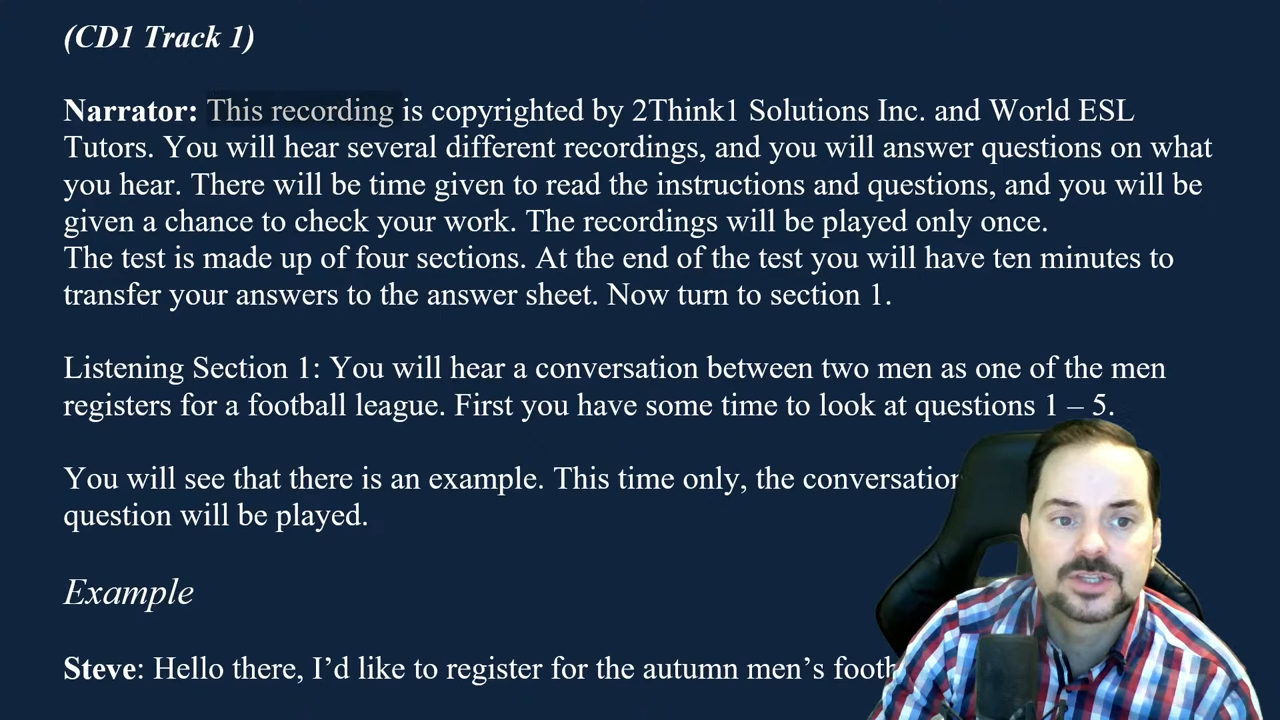 (CD1 Track 1)
Narrator: This recording is copyrighted by 2Think1 Solutions Inc. and World ESL
Tutors. You will hear several different recordings, and you will answer questions on what
you hear. There will be time given to read the instructions and questions, and you will be
given a chance to check your work. The recordings will be played only once.
The test is made up of four sections. At the end of the test you will have ten minutes to
transfer your answers to the answer sheet. Now turn to section 1.
Listening Section 1: You will hear a conversation between two men as one of the men
registers for a football league. First you have some time to look at questions 1 – 5.
You will see that there is an example. This time only, the conversation
question will be played.
Example
Steve: Hello there, I’d like to register for the autumn men’s